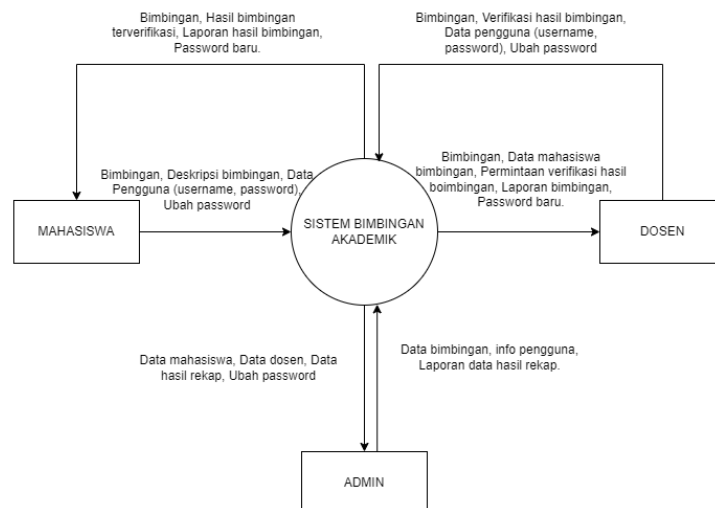 Bimbingan, Hasil bimbingan
terverifikasi, Laporan hasil bimbingan,
Password baru.
Bimbingan, Verifikasi hasil bimbingan,
Data pengguna (username,
password), Ubah password
Bimbingan, Deskripsi bimbingan, Data
Pengguna (username, password),
Ubah password
Bimbingan, Data mahasiswa
bimbingan, Permintaan verifikasi hasil
boimbingan, Laporan bimbingan,
Password baru.
MAHASISWA
SISTEM BIMBINGAN
AKADEMIK
DOSEN
Data mahasiswa, Data dosen, Data
hasil rekap, Ubah password
Data bimbingan, info pengguna,
Laporan data hasil rekap.
ADMIN